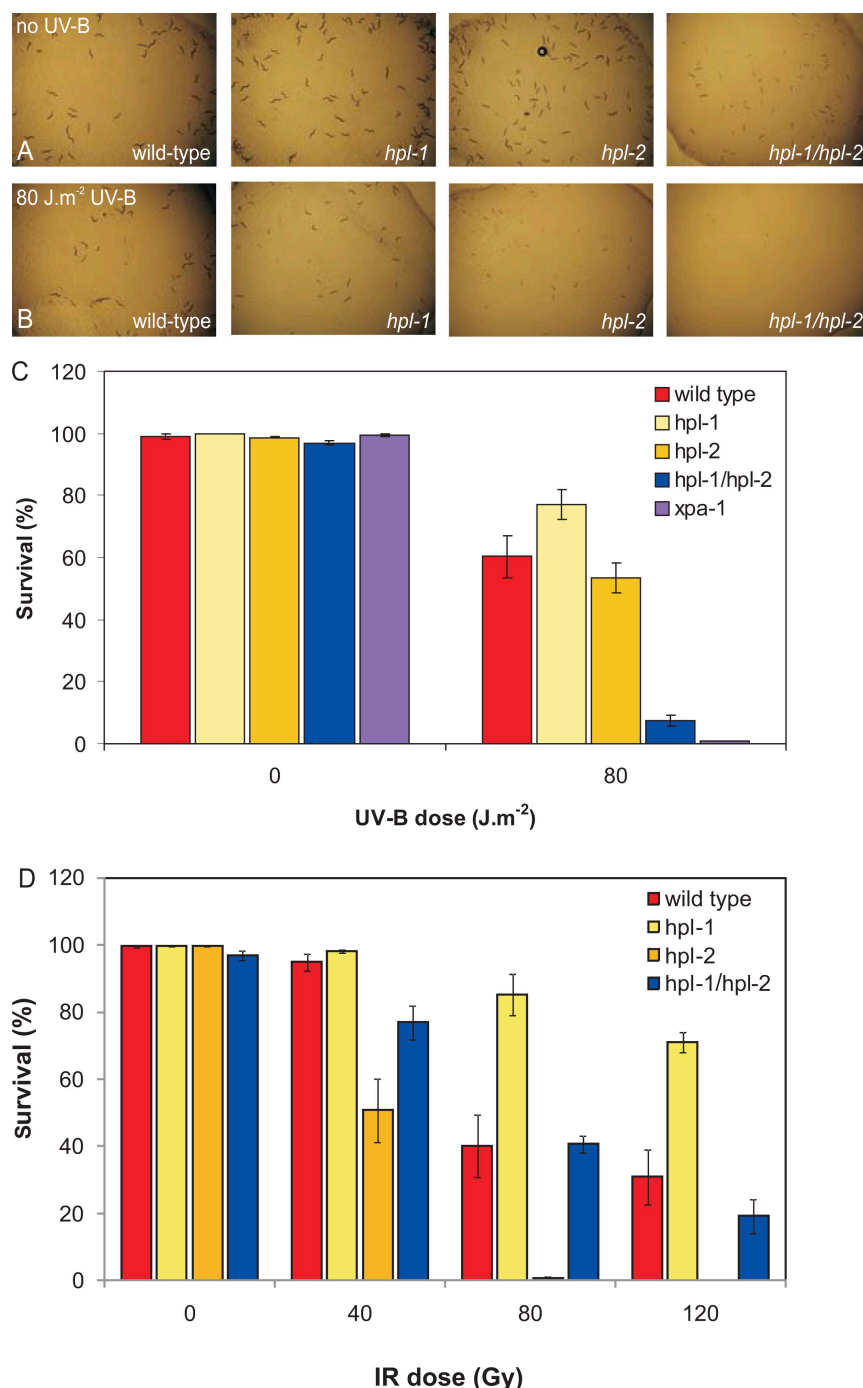 no UV-B
A
wild-type
hpl-1
hpl-2
hpl-1/hpl-2
80 J.m⁻² UV-B
B
wild-type
hpl-1
hpl-2
hpl-1/hpl-2
C
120
100
80
60
40
20
0
Survival (%)
wild type
hpl-1
hpl-2
hpl-1/hpl-2
xpa-1
0
80
UV-B dose (J.m⁻²)
D
120
100
80
60
40
20
0
Survival (%)
wild type
hpl-1
hpl-2
hpl-1/hpl-2
0
40
80
120
IR dose (Gy)